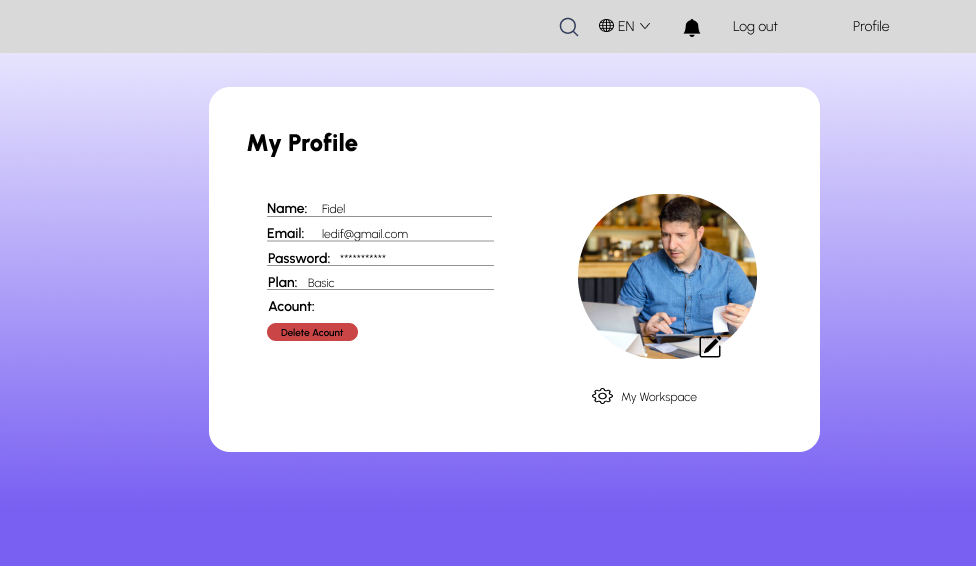 EN Log out Profile
My Profile
Name: Fidel
Email: ledif@gmail.com
Password: ***********
Plan: Basic
Acount:
Delete Acount
My Workspace